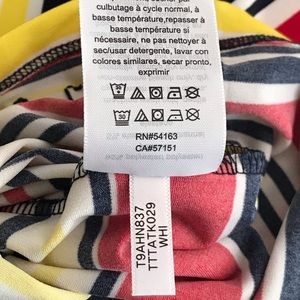 culbutage à cycle normal, à
basse température,repasser à
basse température si
nécessaire, ne pas nettoyer à
sec/usar detergente, lavar con
colores similares, secar pronto,
exprimir
RN#54163
CA#57151
T9AHN837
TTTATK029
WHI